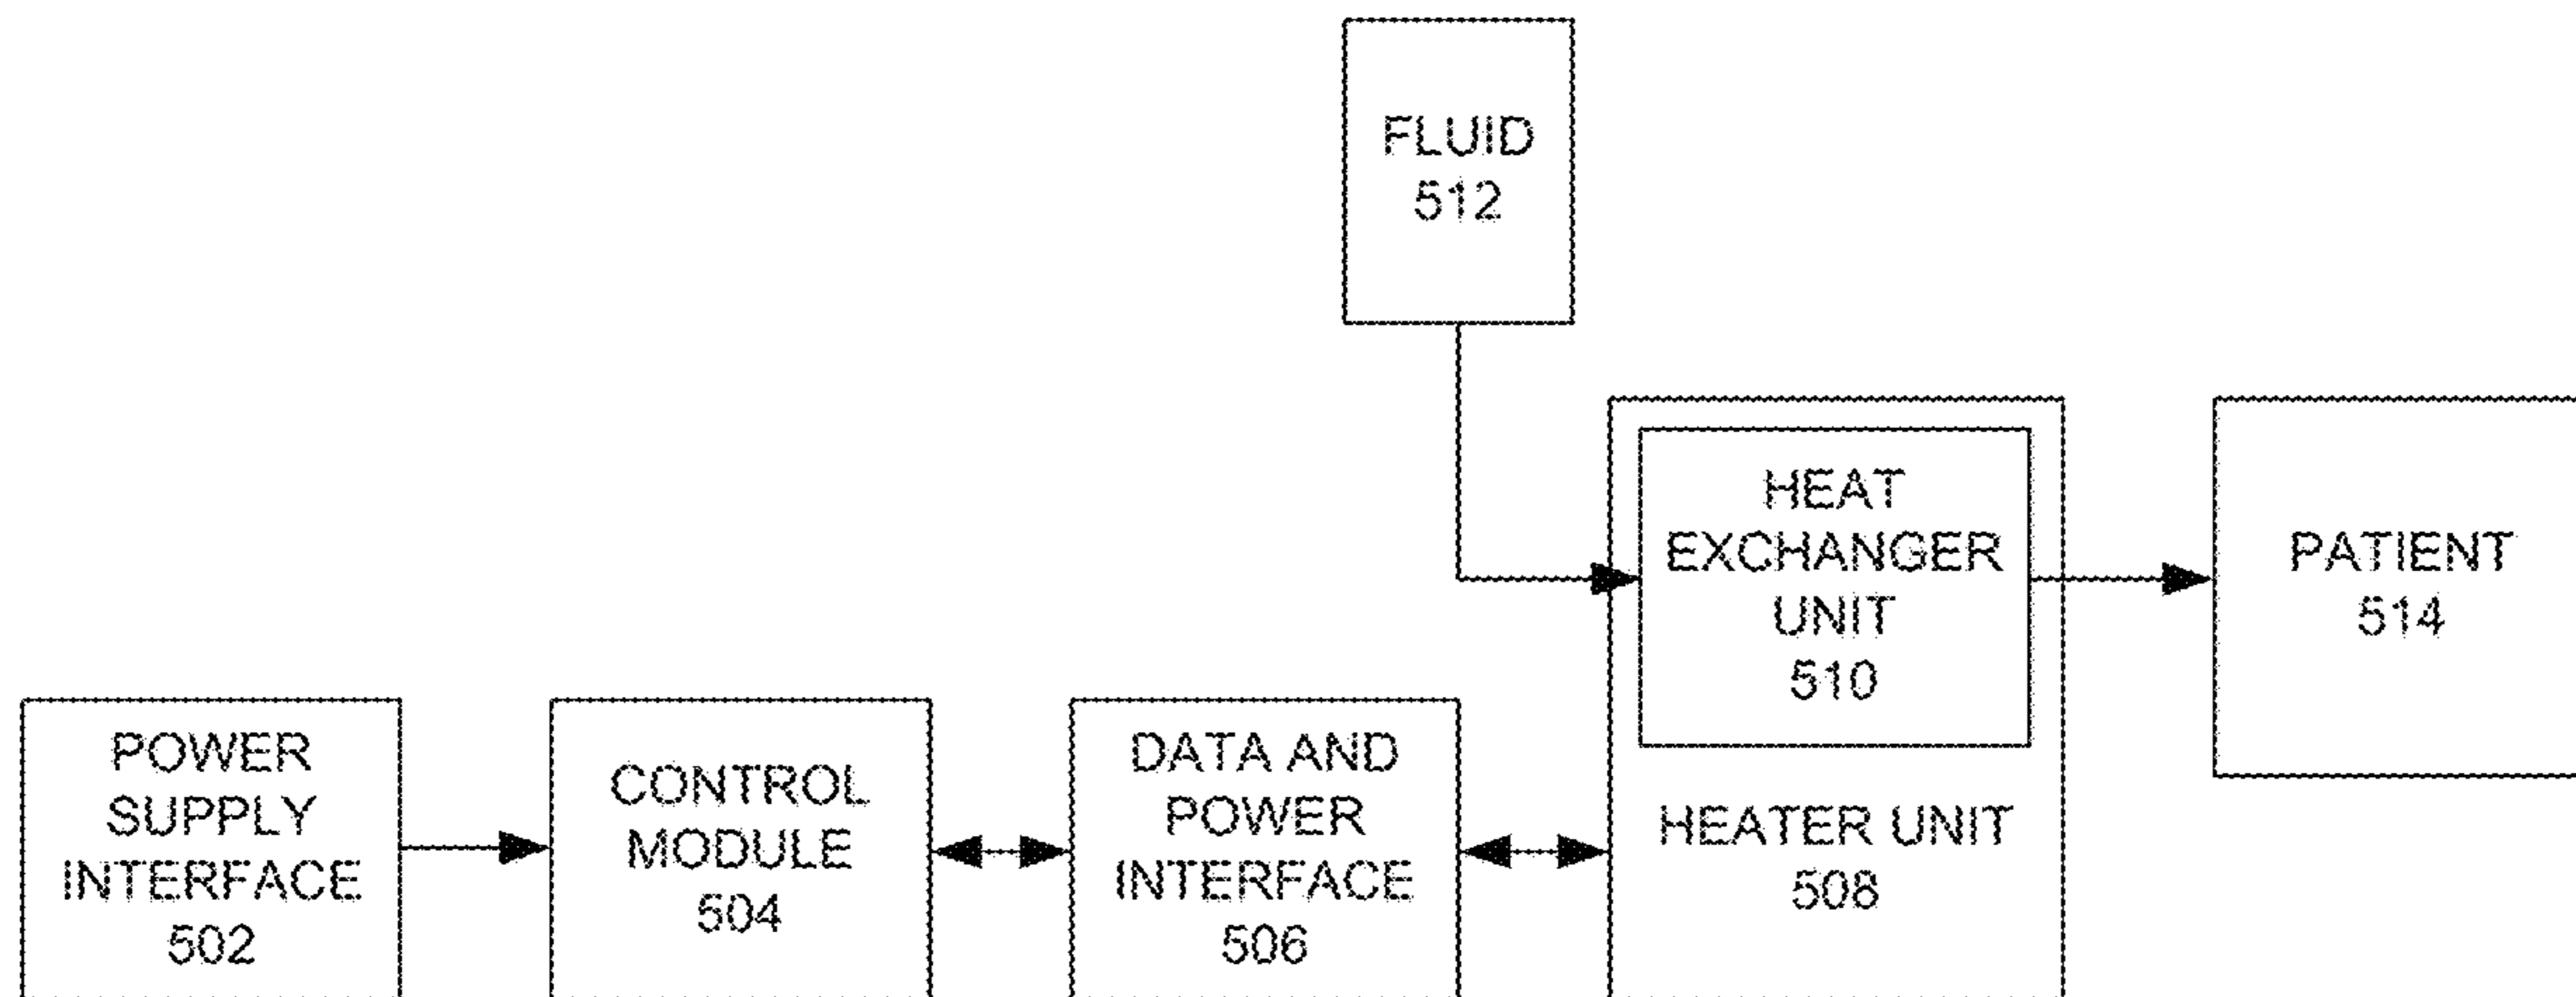 FLUID
512
HEAT
EXCHANGER
UNIT
510
PATIENT
514
POWER
SUPPLY
INTERFACE
502
CONTROL
MODULE
504
DATA AND
POWER
INTERFACE
506
HEATER UNIT
508